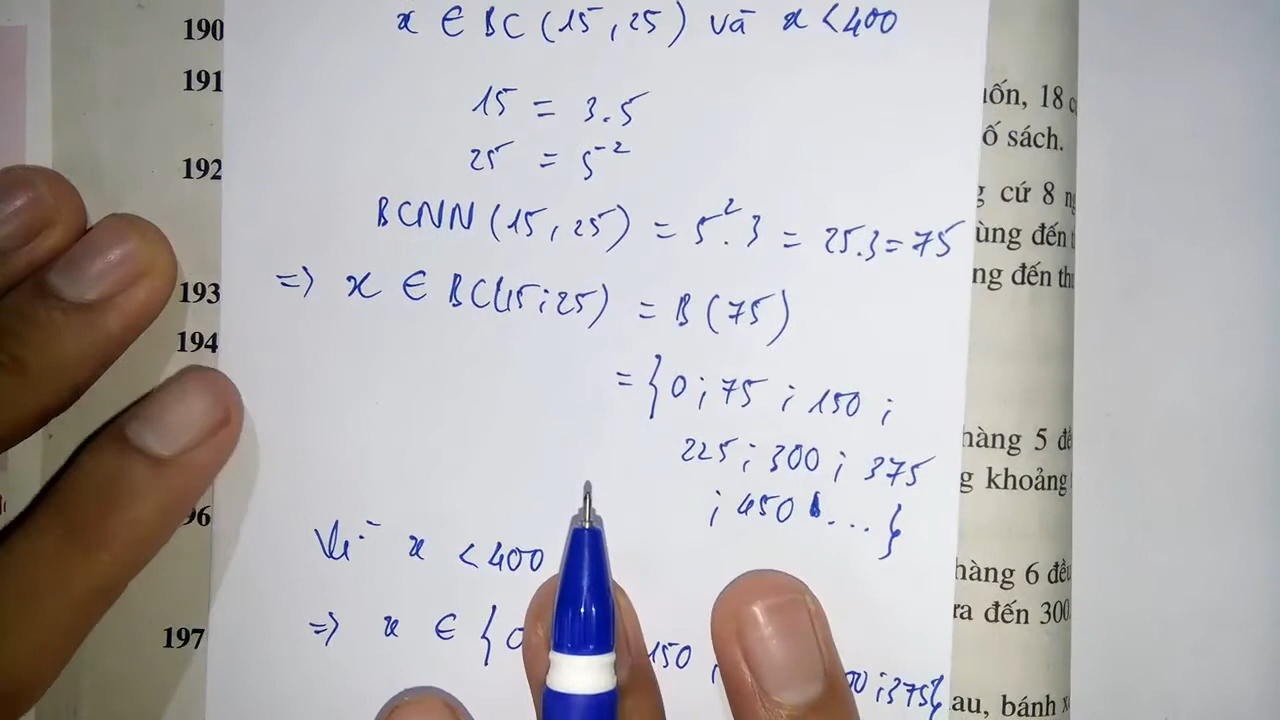 190
x ∈ BC (15, 25) và x < 400
191
15 = 3.5
25 = 5²
192
BCNN (15, 25) = 5².3 = 25.3 = 75
193
=> x ∈ BC(15; 25) = B (75)
194
= {0; 75; 150;
225; 300; 375
; 450 ...}
96
Vì x < 400
197
=> x ∈ {0 150; ;375}
18
ố sách.
cứ 8
ùng đến
ng đến
hàng 5
g khoảng
hàng 6 đều
ra đến 300
au, bánh